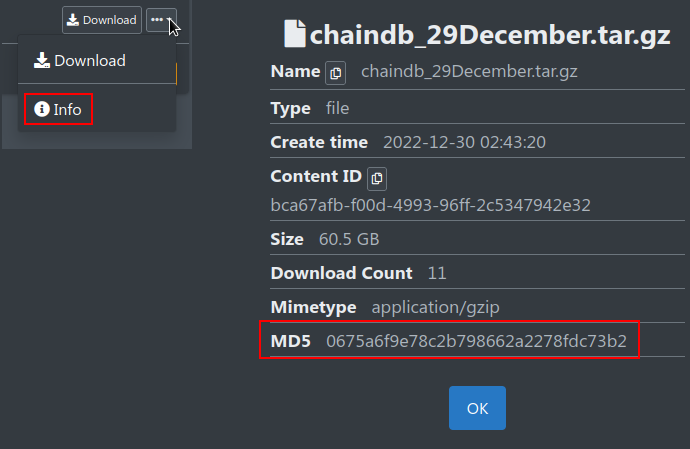 Download
Download
Info
chaindb_29December.tar.gz
Name chaindb_29December.tar.gz
Type file
Create time 2022-12-30 02:43:20
Content ID
bca67afb-f00d-4993-96ff-2c5347942e32
Size 60.5 GB
Download Count 11
Mimetype application/gzip
MD5 0675a6f9e78c2b798662a2278fdc73b2
OK